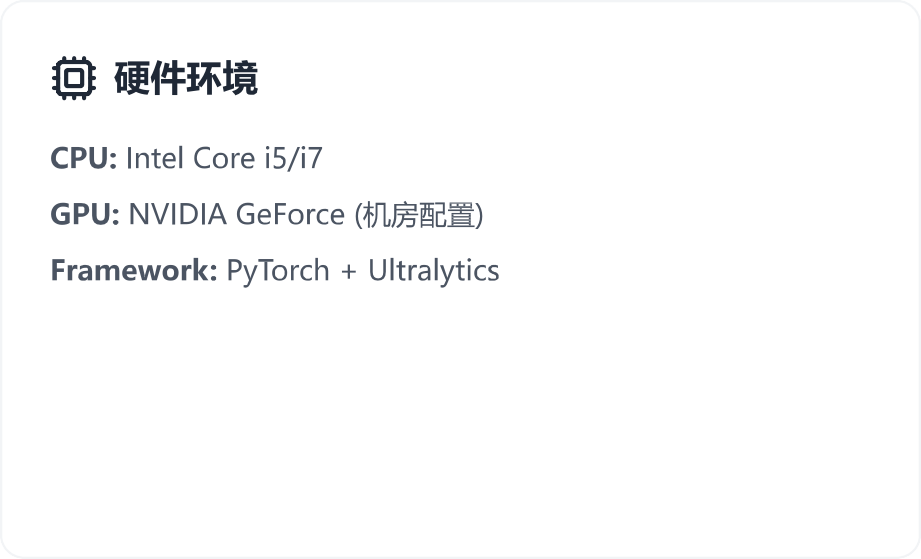 硬件环境
CPU: Intel Core i5/i7
GPU: NVIDIA GeForce (机房配置)
Framework: PyTorch + Ultralytics